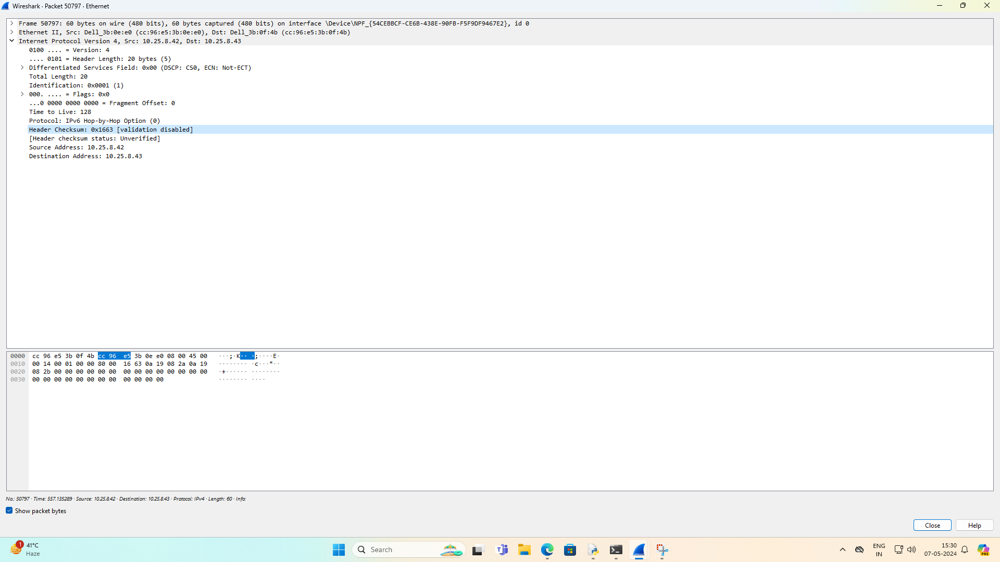 Wireshark · Packet 50797 · Ethernet
Frame 50797: 60 bytes on wire (480 bits), 60 bytes captured (480 bits) on interface \Device\NPF_{54CEBBCF-CE6B-438E-90FB-F5F9DF9467E2}, id 0
Ethernet II, Src: Dell_3b:0e:e0 (cc:96:e5:3b:0e:e0), Dst: Dell_3b:0f:4b (cc:96:e5:3b:0f:4b)
Internet Protocol Version 4, Src: 10.25.8.42, Dst: 10.25.8.43
0100 .... = Version: 4
.... 0101 = Header Length: 20 bytes (5)
Differentiated Services Field: 0x00 (DSCP: CS0, ECN: Not-ECT)
Total Length: 20
Identification: 0x0001 (1)
000. .... = Flags: 0x0
...0 0000 0000 0000 = Fragment Offset: 0
Time to Live: 128
Protocol: IPv6 Hop-by-Hop Option (0)
Header Checksum: 0x1663 [validation disabled]
[Header checksum status: Unverified]
Source Address: 10.25.8.42
Destination Address: 10.25.8.43
0000 cc 96 e5 3b 0f 4b cc 96 e5 3b 0e e0 08 00 45 00 ···;·K·· ·;····E·
0010 00 14 00 01 00 00 80 00 16 63 0a 19 08 2a 0a 19 ········ ·c···*··
0020 08 2b 00 00 00 00 00 00 00 00 00 00 00 00 00 00 ·+······ ········
0030 00 00 00 00 00 00 00 00 00 00 00 00 ········ ····
No.: 50797 · Time: 557.135289 · Source: 10.25.8.42 · Destination: 10.25.8.43 · Protocol: IPv4 · Length: 60 · Info:
Show packet bytes
Close Help
1 41°C
Haze
Search
ENG
IN
15:30
07-05-2024
PRE